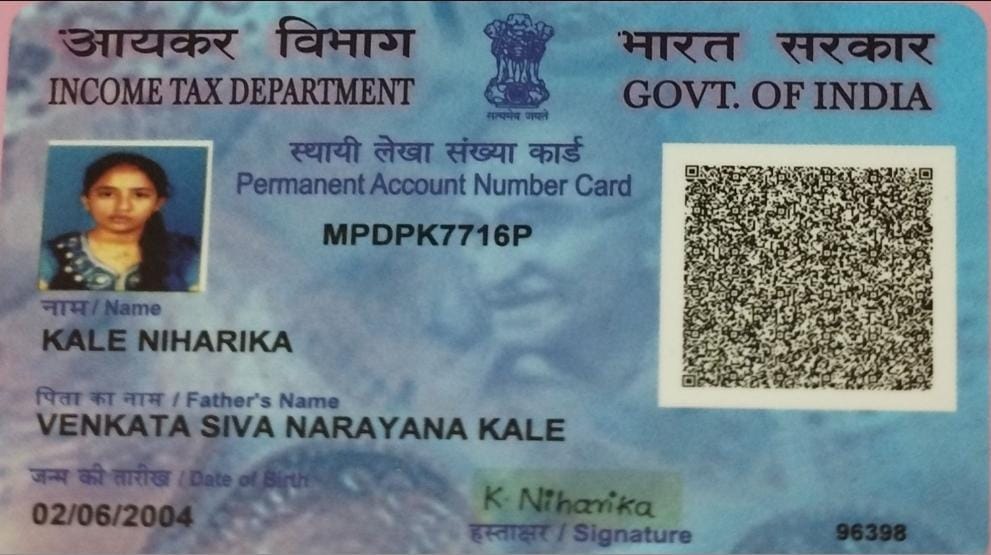 आयकर विभाग
INCOME TAX DEPARTMENT
सत्यमेव जयते
भारत सरकार
GOVT. OF INDIA
स्थायी लेखा संख्या कार्ड
Permanent Account Number Card
MPDPK7716P
नाम / Name
KALE NIHARIKA
पिता का नाम / Father's Name
VENKATA SIVA NARAYANA KALE
जन्म की तारीख / Date of Birth
02/06/2004
K. Niharika
हस्ताक्षर / Signature
96398